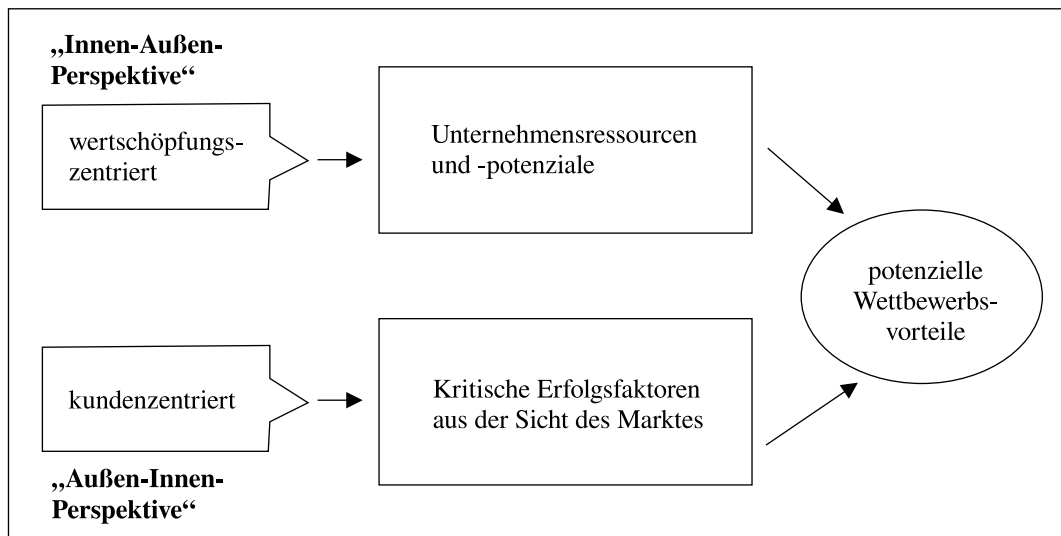 „Innen-Außen-
Perspektive“
wertschöpfungs-
zentriert
Unternehmensressourcen
und -potenziale
potenzielle
Wettbewerbs-
vorteile
kundenzentriert
Kritische Erfolgsfaktoren
aus der Sicht des Marktes
„Außen-Innen-
Perspektive“